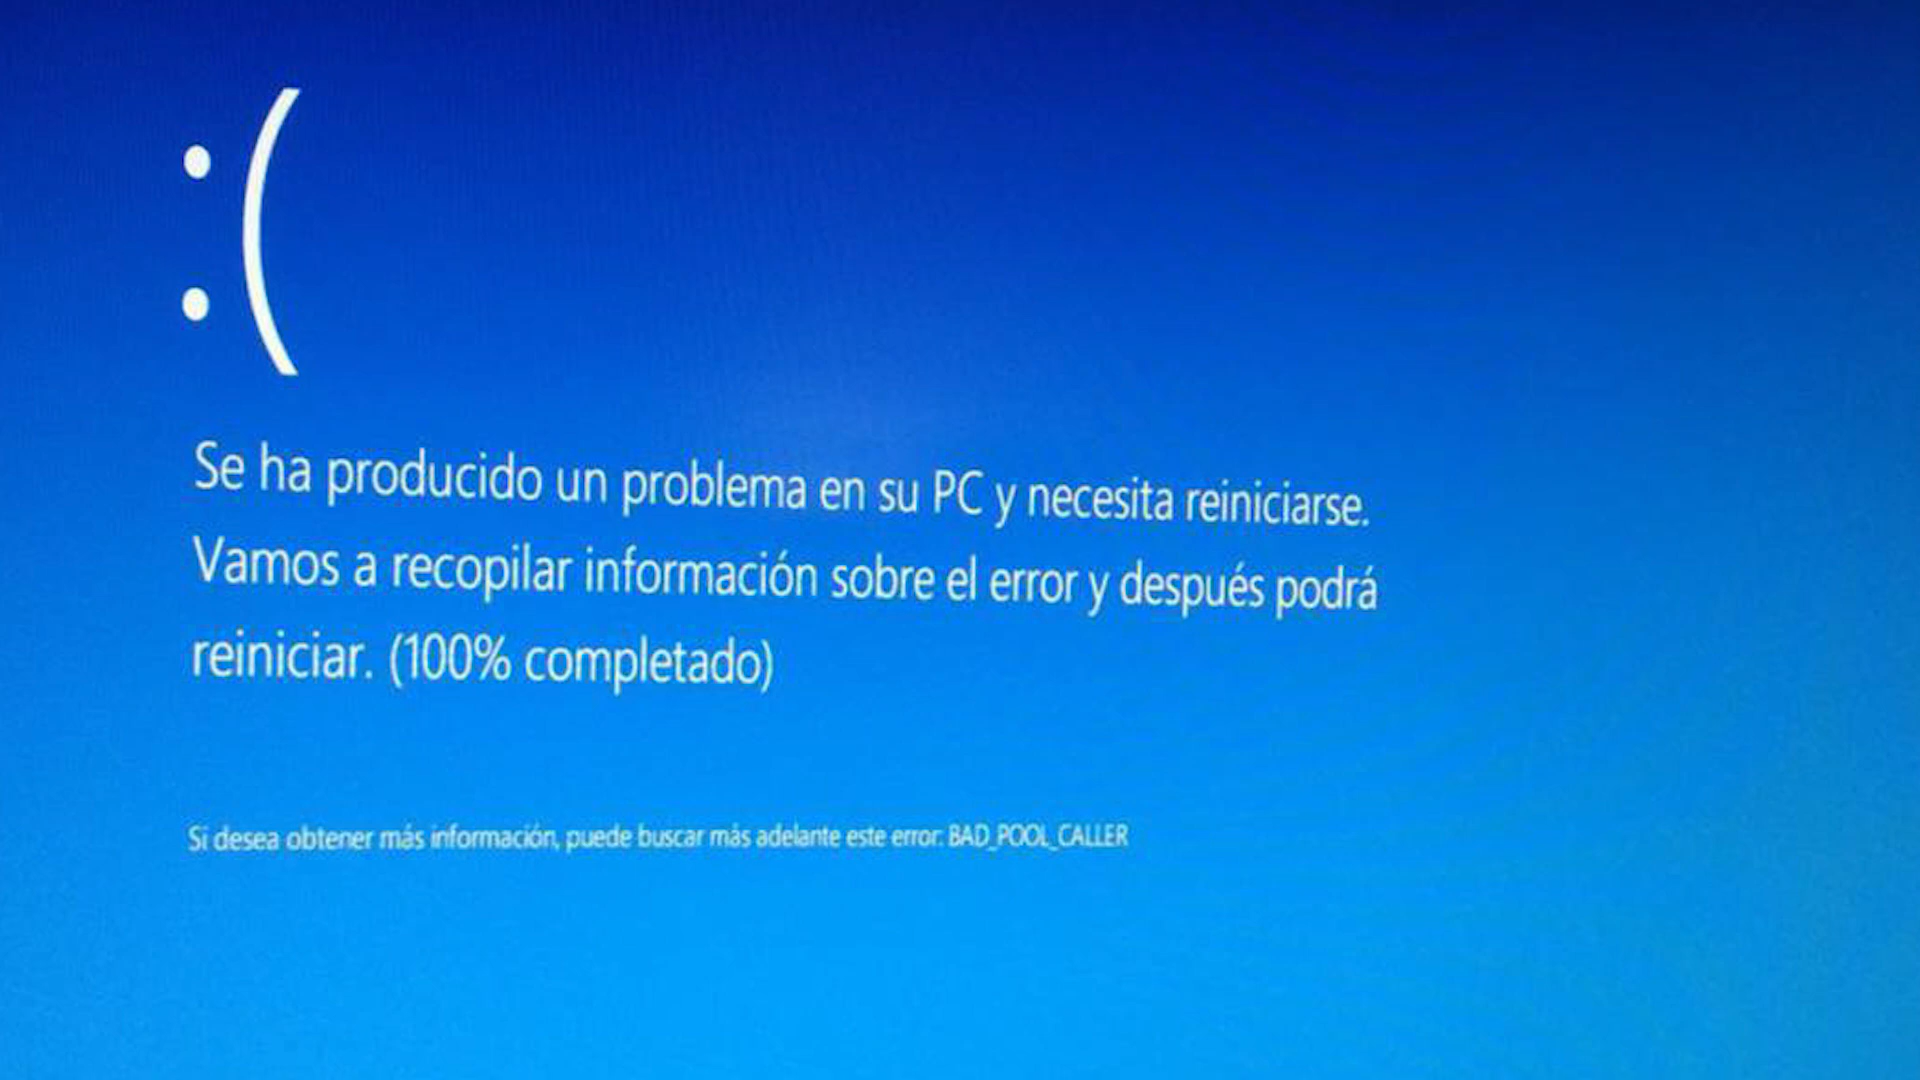 :(
Se ha producido un problema en su PC y necesita reiniciarse.
Vamos a recopilar información sobre el error y después podrá
reiniciar. (100% completado)
Si desea obtener más información, puede buscar más adelante este error: BAD_POOL_CALLER